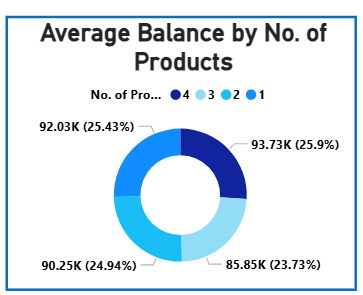 Average Balance by No. of
Products
No. of Pro... 4 3 2 1
92.03K (25.43%)
93.73K (25.9%)
90.25K (24.94%)
85.85K (23.73%)